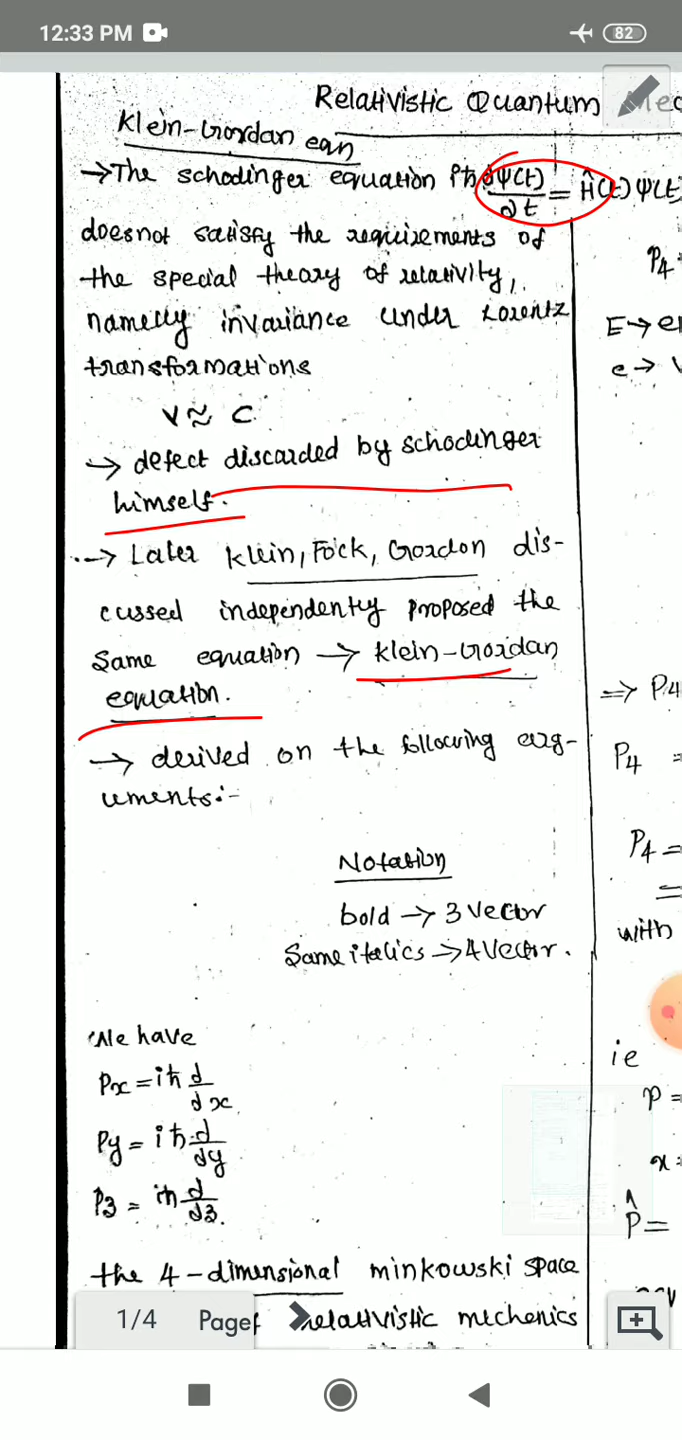 12:33 PM
82
Relativistic Quantum Mec
Klein-Gordan eqn
→The schodinger equation iħ ∂Ψ(t)/∂t = Ĥ(t) Ψ(t
doesnot satisfy the requirements of
the special theory of relativity,
namely invariance under Lorentz
transformations
V≈ C
→ defect discarded by schodinger
himself.
→ Later Klein, Fock, Gordon dis-
cussed independenty proposed the
Same equation → Klein-Gordan
equation.
→ derived on the following arg-
uments:-
Notation
bold → 3 Vector
Same italics → 4 Vector.
We have
Px = iħ d/dx
Py = iħ d/dy
Pz = iħ d/dz.
the 4-dimensional minkowski space
relativistic mechenics
1/4 Page
P4
E→ e
e→ V
⇒ P4
P4 =
P4 =
=
with
ie
p =
x
P̂ =